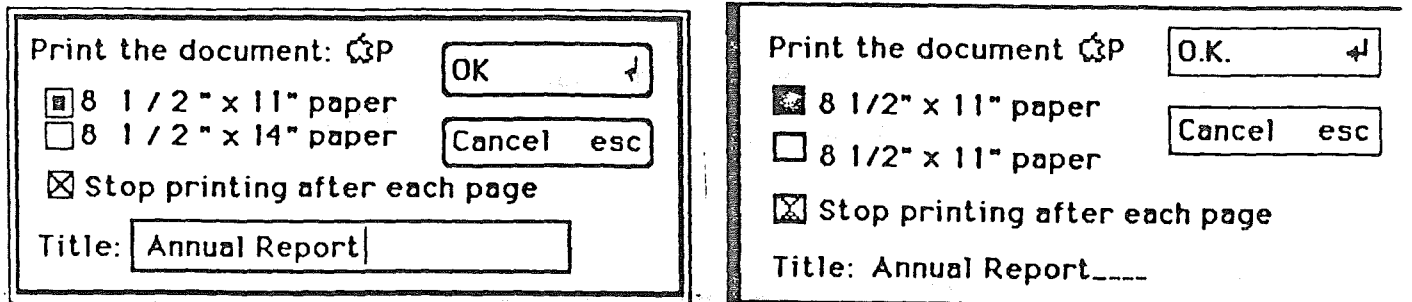 Print the document: P
OK
8 1 / 2 " x 11" paper
8 1 / 2 " x 14" paper
Cancel esc
Stop printing after each page
Title: Annual Report
Print the document P
O.K.
8 1/2" x 11" paper
Cancel esc
8 1/2" x 11" paper
Stop printing after each page
Title: Annual Report____